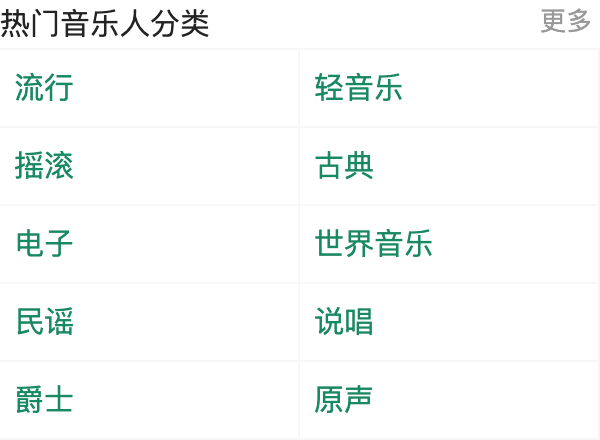 热门音乐人分类 更多
流行 轻音乐
摇滚 古典
电子 世界音乐
民谣 说唱
爵士 原声